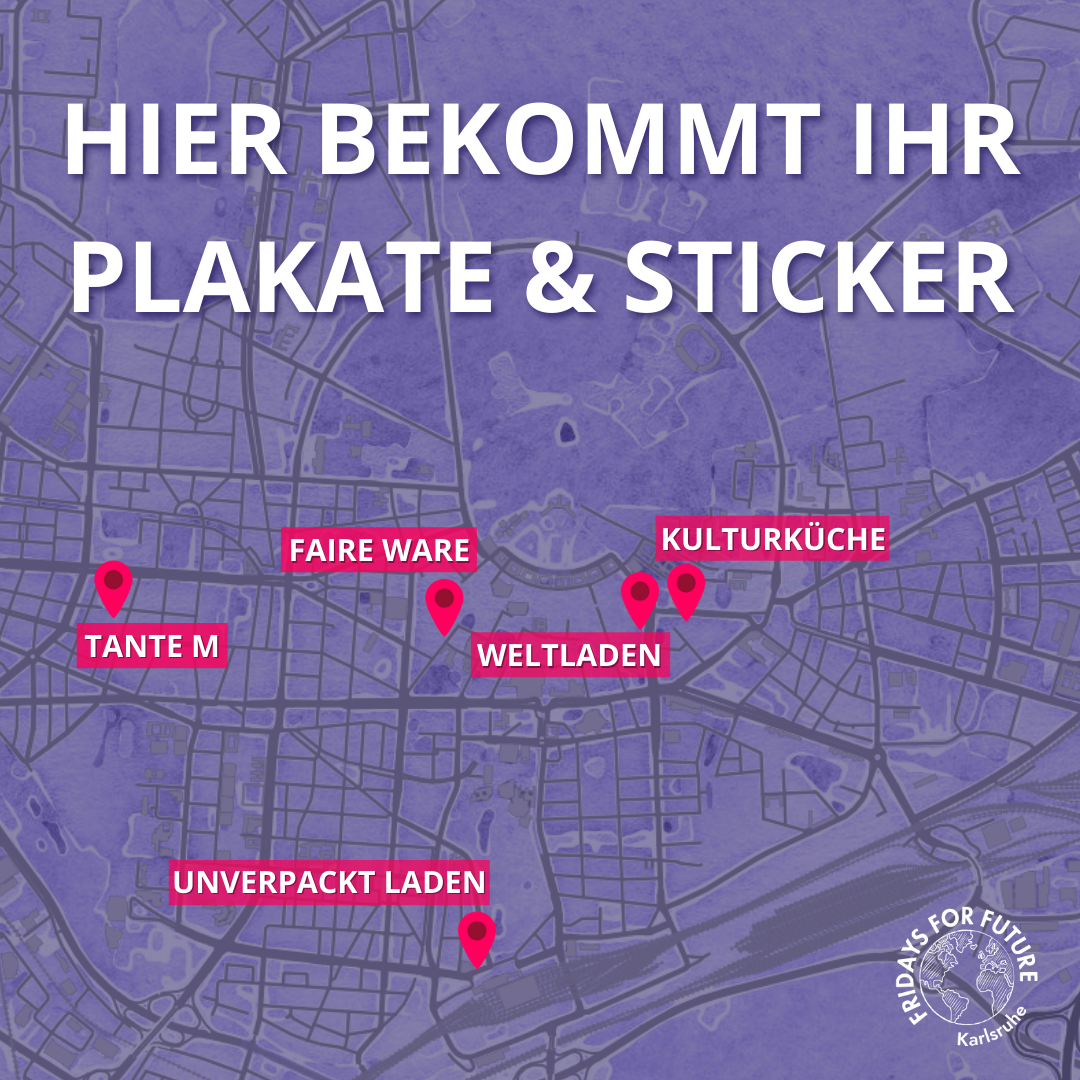 HIER BEKOMMT IHR
PLAKATE & STICKER
KULTURKÜCHE
FAIRE WARE
TANTE M
WELTLADEN
UNVERPACKT LADEN
FRIDAYS FOR FUTURE
Karlsruhe